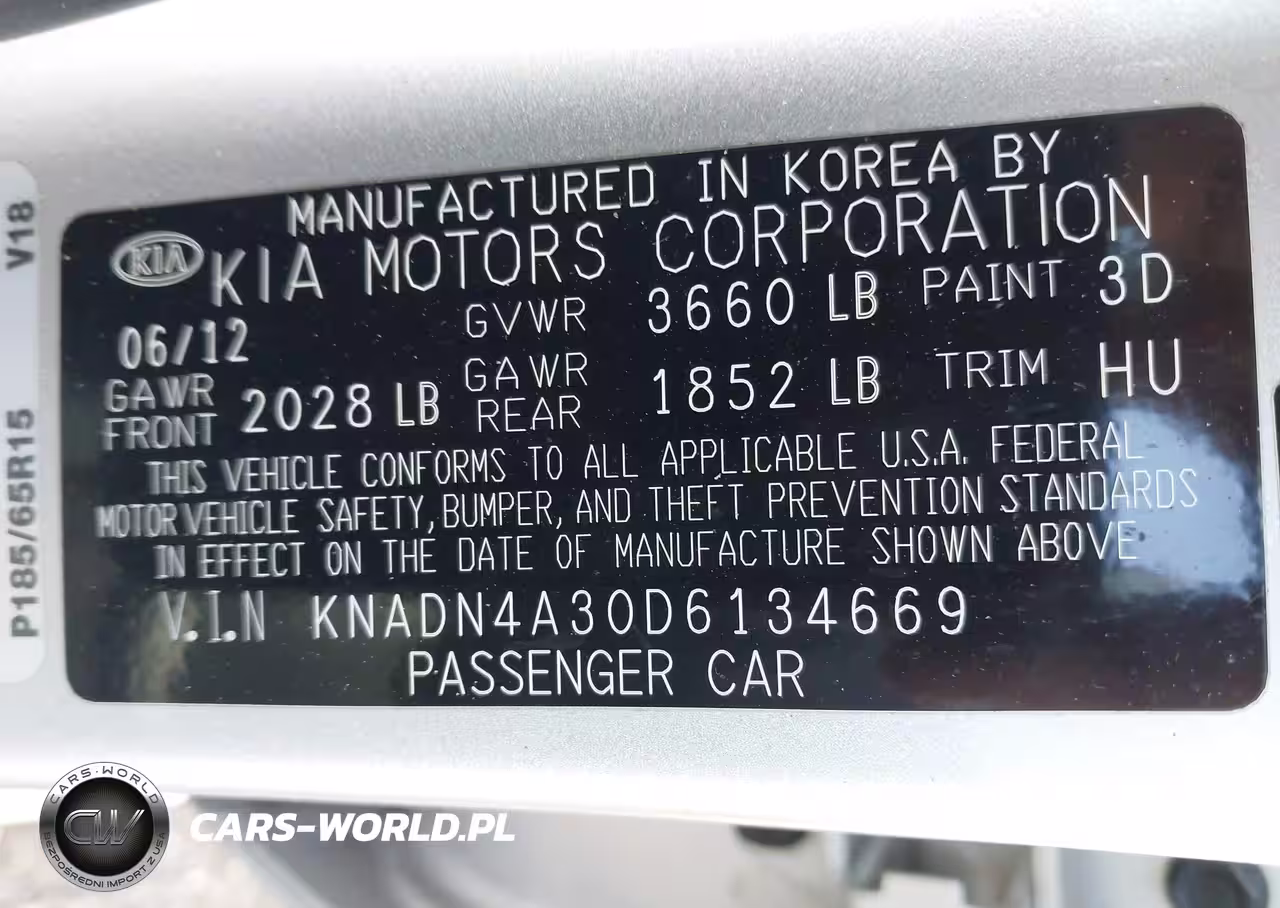 MANUFACTURED IN KOREA BY
KIA KIA MOTORS CORPORATION
06/12 GVWR 3660 LB PAINT 3D
GAWR FRONT 2028 LB GAWR REAR 1852 LB TRIM HU
THIS VEHICLE CONFORMS TO ALL APPLICABLE U.S.A. FEDERAL
MOTOR VEHICLE SAFETY, BUMPER, AND THEFT PREVENTION STANDARDS
IN EFFECT ON THE DATE OF MANUFACTURE SHOWN ABOVE.
V.I.N KNADN4A30D6134669
PASSENGER CAR
P185/65R15 V18
CARS-WORLD
CW
BEZPOŚREDNI IMPORT Z USA
CARS-WORLD.PL